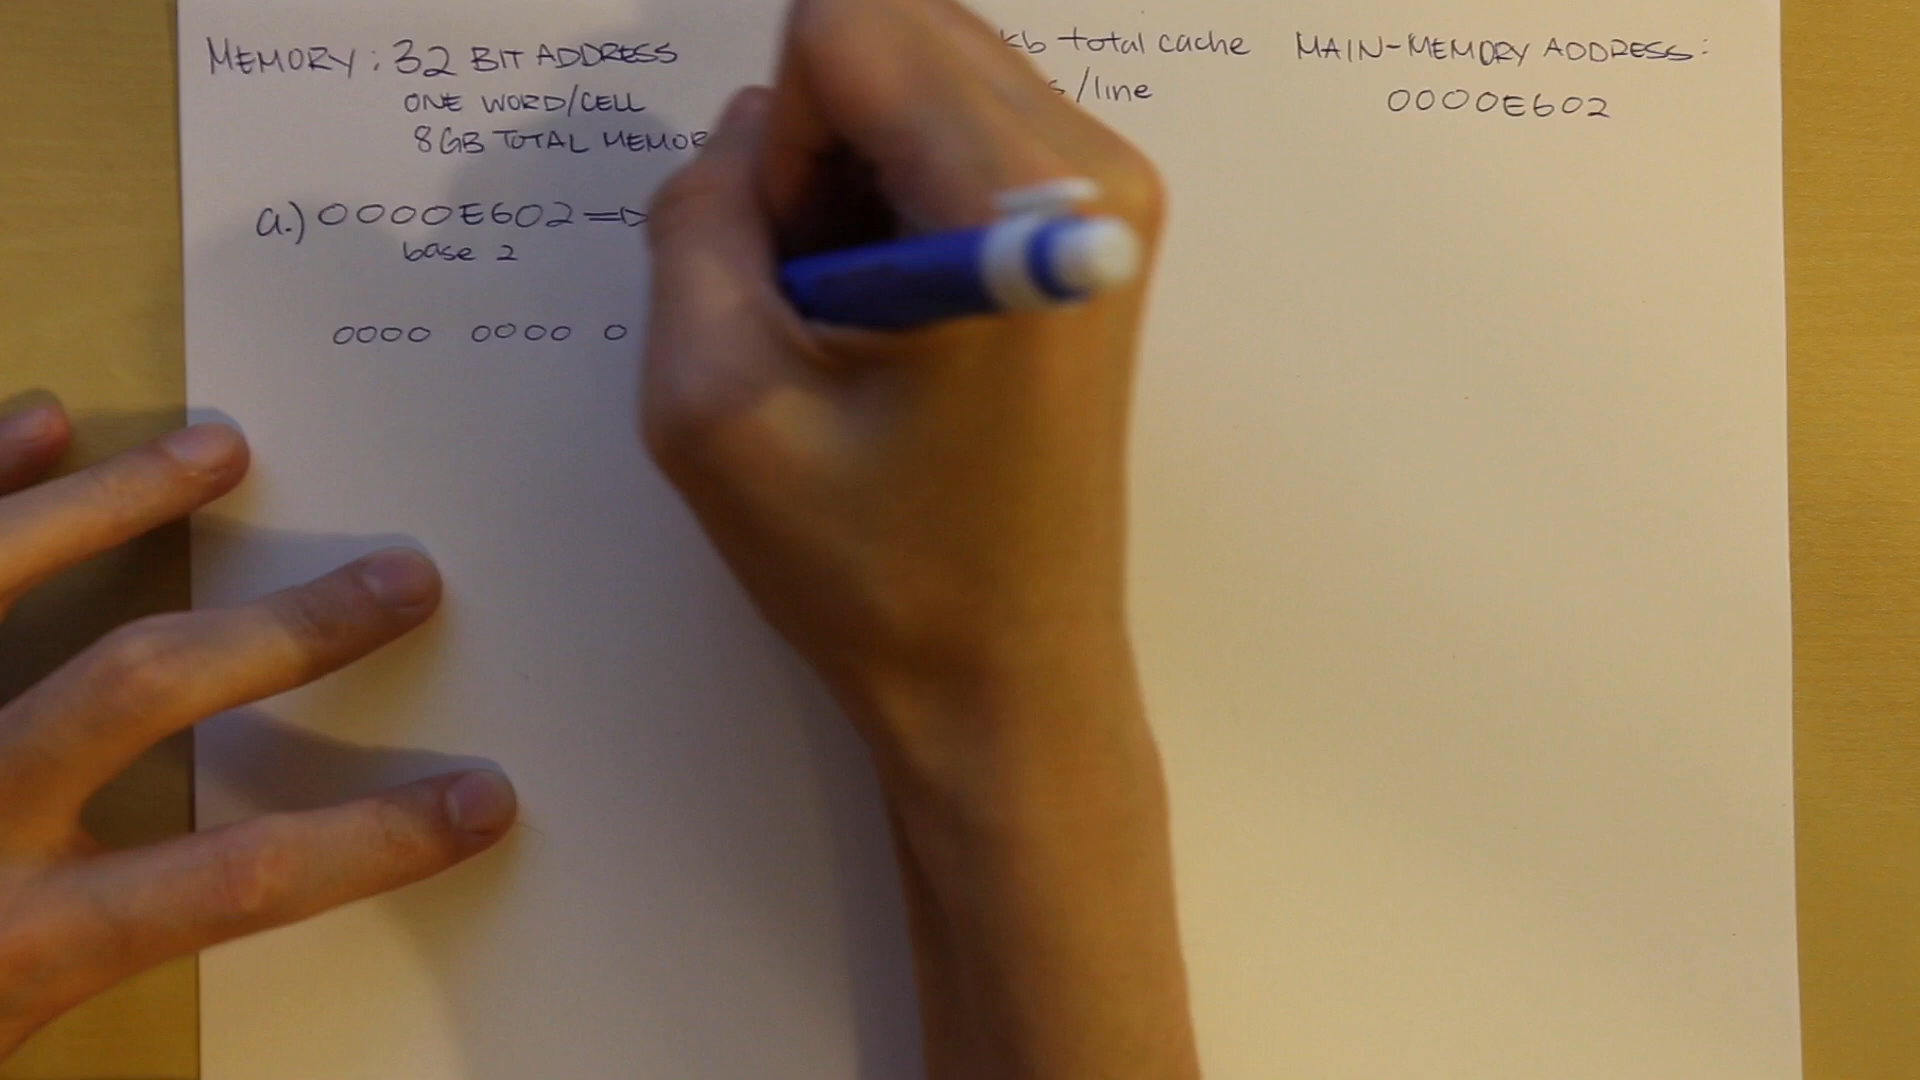 MEMORY: 32 BIT ADDRESS
ONE WORD/CELL
8GB TOTAL MEMOR
a.) 0000E602 =>
base 2
0000 0000 0
kb total cache
/line
MAIN-MEMORY ADDRESS:
0000E602